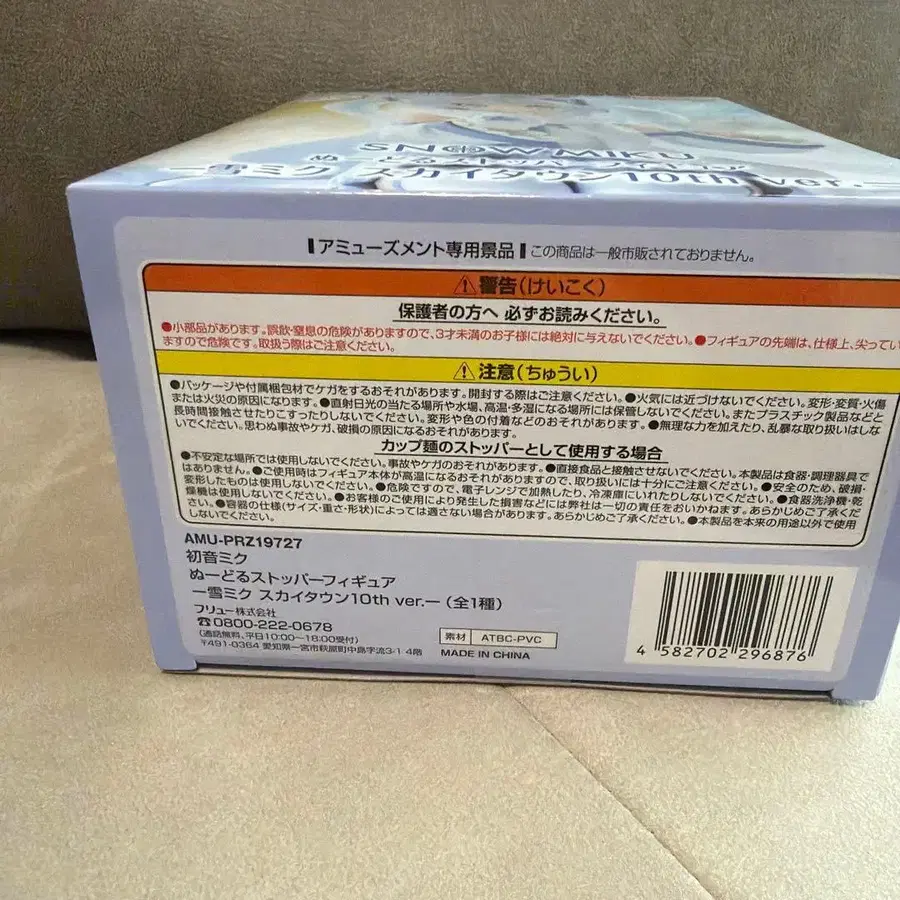 SNOW MIKU
ぬーどるストッパーフィギュア
ー雪ミク スカイタウン10th ver.ー
アミューズメント専用景品 この商品は一般市販されておりません。
警告(けいこく)
保護者の方へ 必ずお読みください。
●小部品があります。誤飲・窒息の危険がありますので、3才未満のお子様には絶対に与えないでください。●フィギュアの先端は、仕様上、尖ってい
ますので危険です。取扱う際はご注意ください。
注意(ちゅうい)
●パッケージや付属梱包材でケガをするおそれがあります。開封する際はご注意ください。●火気には近づけないでください。変形・変質・火傷
または火災の原因になります。●直射日光の当たる場所や水場、高温・多湿になる場所には保管しないでください。またプラスチック製品などと
長時間接触させたりこすったりしないでください。変形や色の付着などのおそれがあります。●無理な力を加えたり、乱暴な取り扱いはしな
いでください。思わぬ事故やケガ、破損の原因になるおそれがあります。
カップ麺のストッパーとして使用する場合
●不安定な場所では使用しないでください。事故やケガのおそれがあります。●直接食品と接触させないでください。本製品は食器・調理器具で
はありません。●ご使用時はフィギュア本体が高温になるおそれがありますので、取り扱いには十分にご注意ください。●安全のため、破損・
変形したものは使用しないでください。●危険ですので、電子レンジで加熱したり、冷凍庫にいれたりしないでください。●食器洗浄機・乾
燥機は使用しないでください。●お客様のご使用により発生した損害などには弊社は一切の責任をおいかねます。あらかじめご了承くださ
い。●容器の仕様(サイズ・重さ・形状)によっては適さない場合があります。あらかじめご了承ください。●本製品を本来の用途以外で使用
しないでください。
AMU-PRZ19727
初音ミク
ぬーどるストッパーフィギュア
ー雪ミク スカイタウン10th ver.ー(全1種)
フリュー株式会社
☎0800-222-0678
(通話無料、平日10:00〜18:00受付)
〒491-0364 愛知県一宮市萩原町中島字流3-1 4階
素材 ATBC-PVC
MADE IN CHINA
4 582702 296876